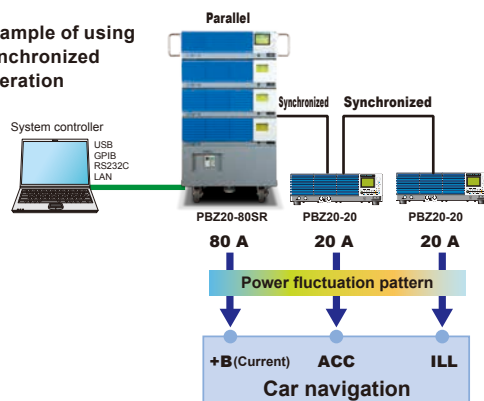 Parallel
ample of using
nchronized
eration
System controller
USB
GPIB
RS232C
LAN
Synchronized
Synchronized
PBZ20-80SR
PBZ20-20
PBZ20-20
80 A
20 A
20 A
Power fluctuation pattern
+B(Current)
ACC
ILL
Car navigation